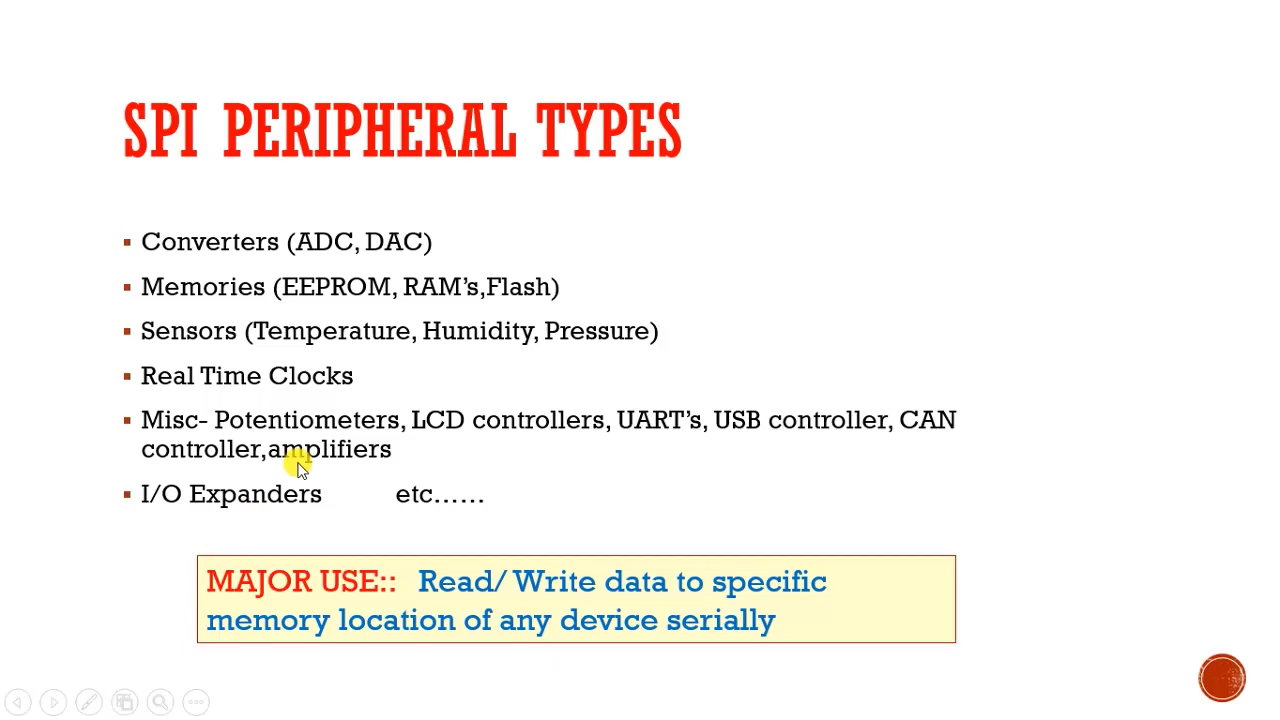 SPI PERIPHERAL TYPES
▪ Converters (ADC, DAC)
▪ Memories (EEPROM, RAM’s,Flash)
▪ Sensors (Temperature, Humidity, Pressure)
▪ Real Time Clocks
▪ Misc- Potentiometers, LCD controllers, UART’s, USB controller, CAN
controller,amplifiers
▪ I/O Expanders etc......
MAJOR USE:: Read/ Write data to specific
memory location of any device serially